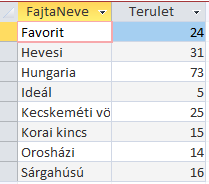 FajtaNeve Terulet
Favorit 24
Hevesi 31
Hungaria 73
Ideál 5
Kecskeméti vö 25
Korai kincs 15
Orosházi 14
Sárgahúsú 16